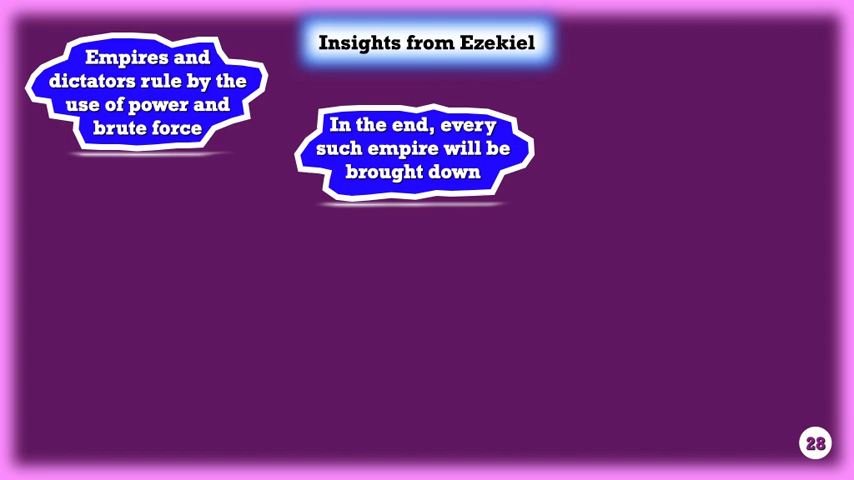 Insights from Ezekiel
Empires and
dictators rule by the
use of power and
brute force
In the end, every
such empire will be
brought down
28